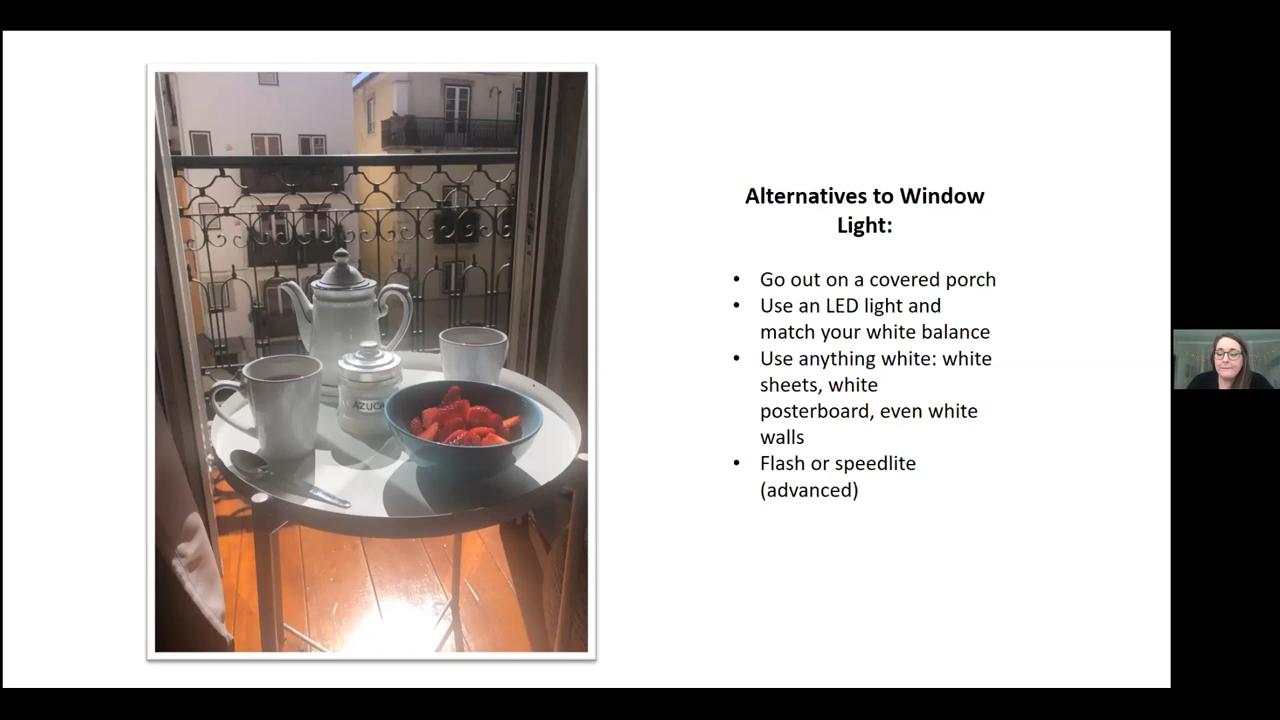 Alternatives to Window
Light:
• Go out on a covered porch
• Use an LED light and
match your white balance
• Use anything white: white
sheets, white
posterboard, even white
walls
• Flash or speedlite
(advanced)
AZUCA